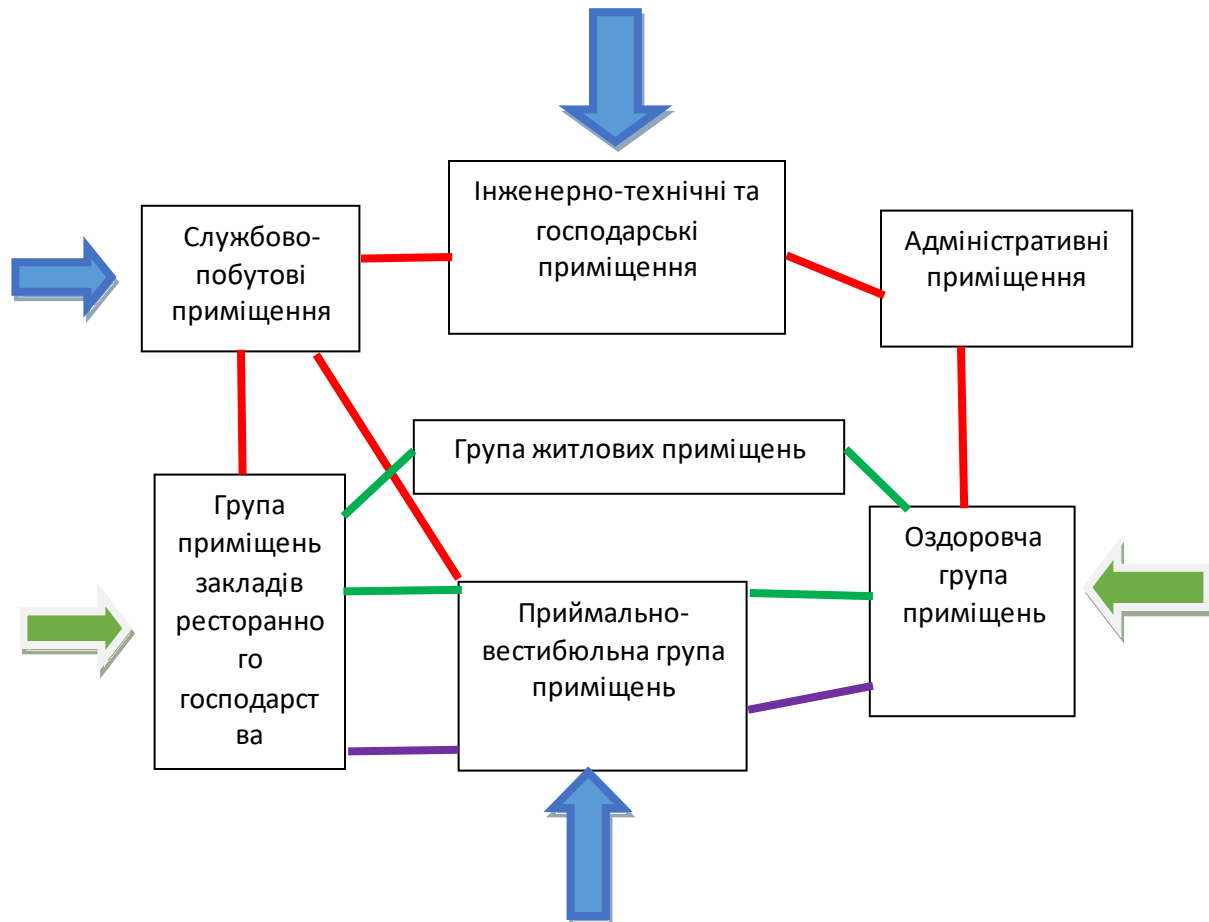 Інженерно-технічні та
господарські
приміщення
Службово-
побутові
приміщення
Адміністративні
приміщення
Група житлових приміщень
Група
приміщень
закладів
ресторанно
го
господарст
ва
Приймально-
вестибюльна група
приміщень
Оздоровча
група
приміщень